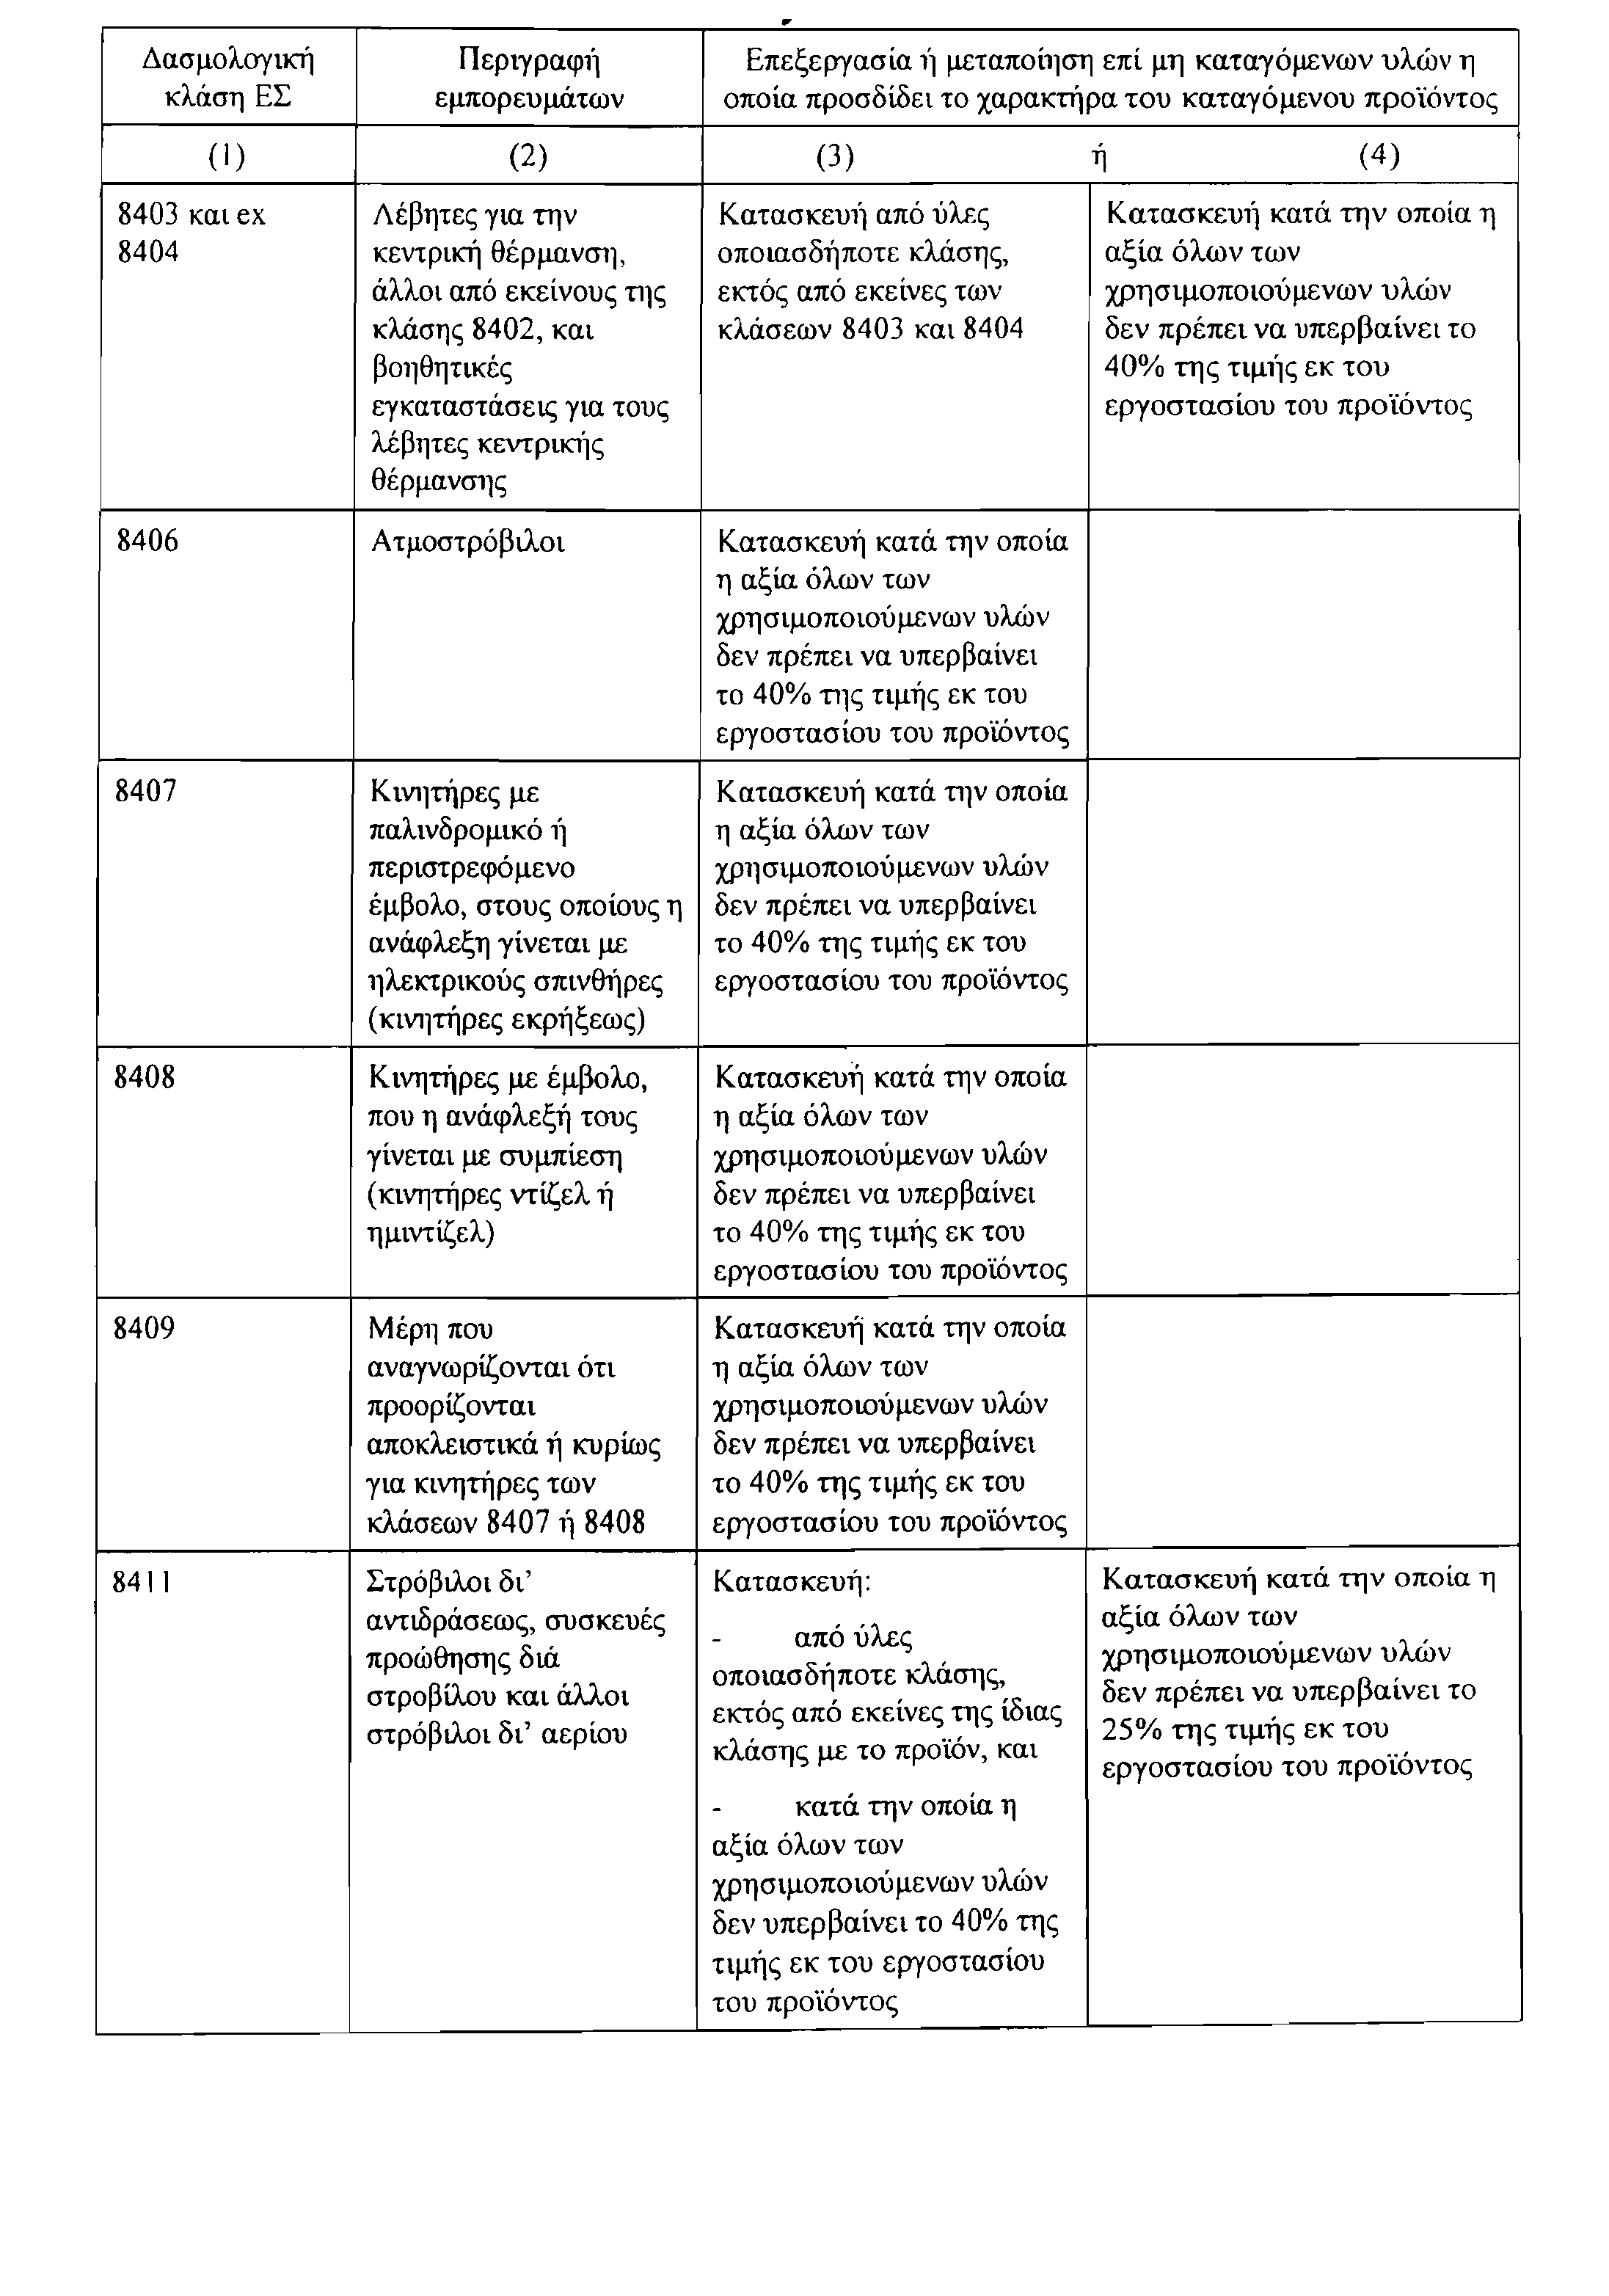 Δασμολογική
κλάση ΕΣ
Περιγραφή
εμπορευμάτων
Επεξεργασία ή μεταποίηση επί μη καταγόμενων υλών η
οποία προσδίδει το χαρακτήρα του καταγόμενου προϊόντος
(1)
(2)
(3) ή (4)
8403 και ex
8404
Λέβητες για την
κεντρική θέρμανση,
άλλοι από εκείνους της
κλάσης 8402, και
βοηθητικές
εγκαταστάσεις για τους
λέβητες κεντρικής
θέρμανσης
Κατασκευή από ύλες
οποιασδήποτε κλάσης,
εκτός από εκείνες των
κλάσεων 8403 και 8404
Κατασκευή κατά την οποία η
αξία όλων των
χρησιμοποιούμενων υλών
δεν πρέπει να υπερβαίνει το
40% της τιμής εκ του
εργοστασίου του προϊόντος
8406
Ατμοστρόβιλοι
Κατασκευή κατά την οποία
η αξία όλων των
χρησιμοποιούμενων υλών
δεν πρέπει να υπερβαίνει
το 40% της τιμής εκ του
εργοστασίου του προϊόντος
8407
Κινητήρες με
παλινδρομικό ή
περιστρεφόμενο
έμβολο, στους οποίους η
ανάφλεξη γίνεται με
ηλεκτρικούς σπινθήρες
(κινητήρες εκρήξεως)
Κατασκευή κατά την οποία
η αξία όλων των
χρησιμοποιούμενων υλών
δεν πρέπει να υπερβαίνει
το 40% της τιμής εκ του
εργοστασίου του προϊόντος
8408
Κινητήρες με έμβολο,
που η ανάφλεξή τους
γίνεται με συμπίεση
(κινητήρες ντίζελ ή
ημιντίζελ)
Κατασκευή κατά την οποία
η αξία όλων των
χρησιμοποιούμενων υλών
δεν πρέπει να υπερβαίνει
το 40% της τιμής εκ του
εργοστασίου του προϊόντος
8409
Μέρη που
αναγνωρίζονται ότι
προορίζονται
αποκλειστικά ή κυρίως
για κινητήρες των
κλάσεων 8407 ή 8408
Κατασκευή κατά την οποία
η αξία όλων των
χρησιμοποιούμενων υλών
δεν πρέπει να υπερβαίνει
το 40% της τιμής εκ του
εργοστασίου του προϊόντος
8411
Στρόβιλοι δι’
αντιδράσεως, συσκευές
προώθησης διά
στροβίλου και άλλοι
στρόβιλοι δι’ αερίου
Κατασκευή:
- από ύλες
οποιασδήποτε κλάσης,
εκτός από εκείνες της ίδιας
κλάσης με το προϊόν, και
- κατά την οποία η
αξία όλων των
χρησιμοποιούμενων υλών
δεν υπερβαίνει το 40% της
τιμής εκ του εργοστασίου
του προϊόντος
Κατασκευή κατά την οποία η
αξία όλων των
χρησιμοποιούμενων υλών
δεν πρέπει να υπερβαίνει το
25% της τιμής εκ του
εργοστασίου του προϊόντος